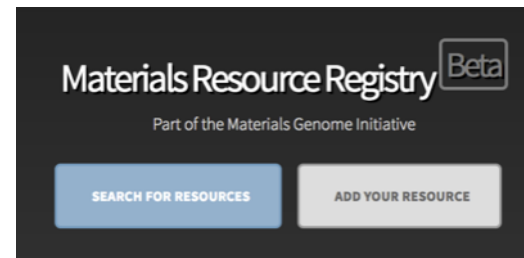 Materials Resource Registry Beta
Part of the Materials Genome Initiative
SEARCH FOR RESOURCES ADD YOUR RESOURCE